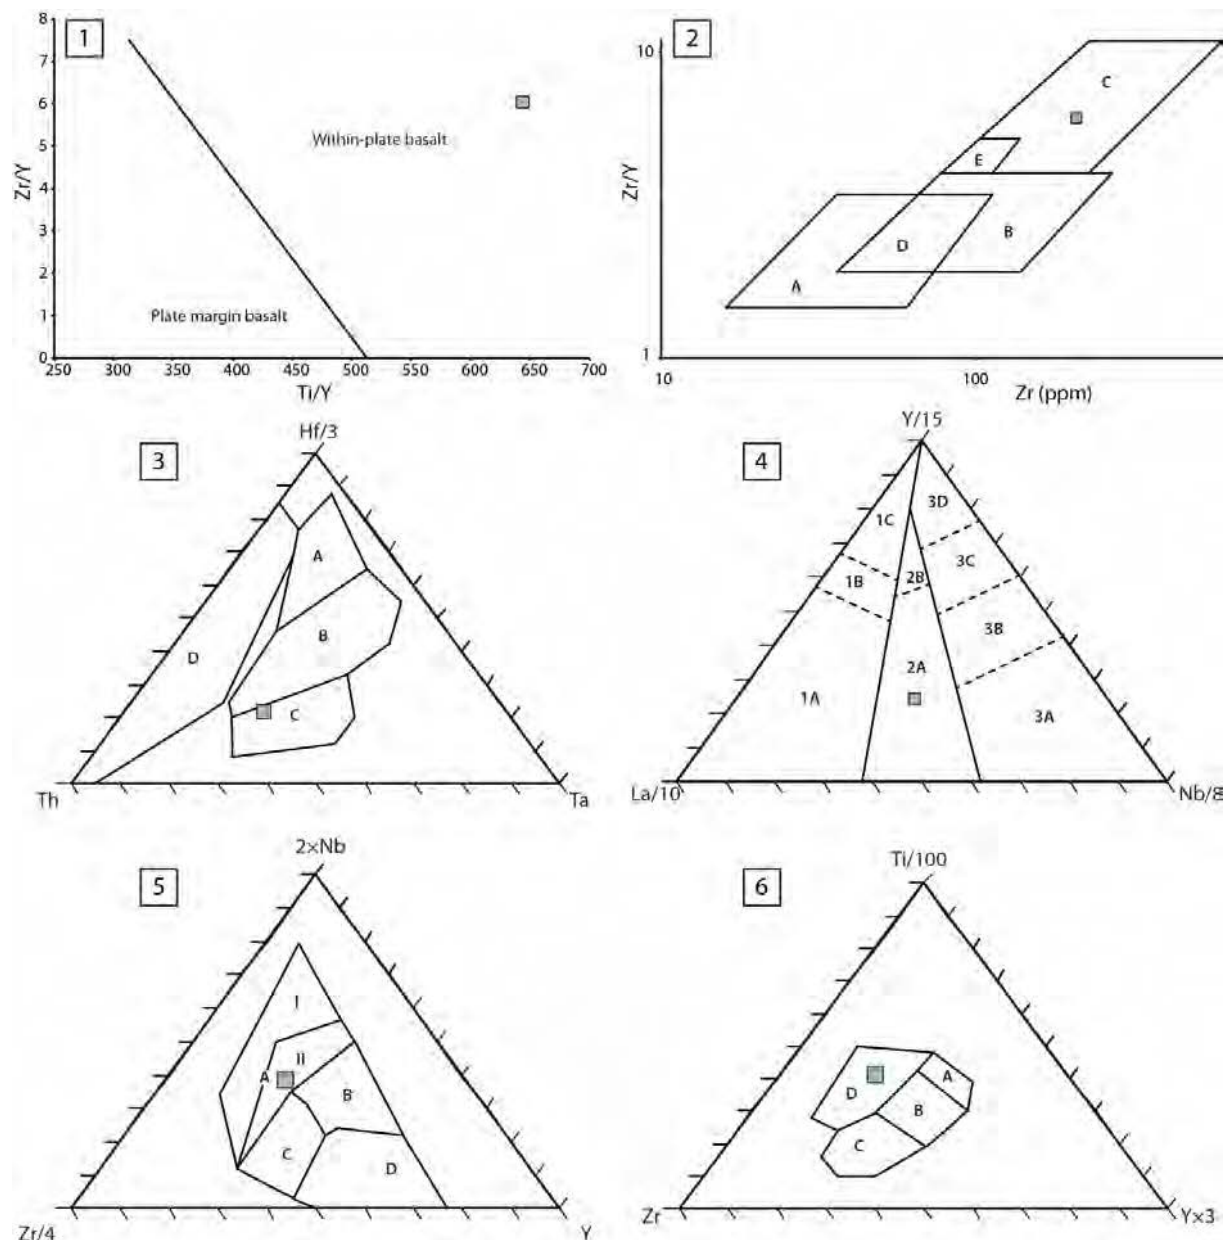 1
8
7
6
5
4
3
2
1
0
Zr/Y
Within-plate basalt
Plate margin basalt
250 300 350 400 450 500 550 600 650 700
Ti/Y
2
10
1
Zr/Y
C
E
B
D
A
10 100
Zr (ppm)
3
Hf/3
A
B
D
C
Th Ta
4
Y/15
3D
1C
3C
2B
1B
3B
2A
1A
3A
La/10 Nb/8
5
2×Nb
I
II
A
B
C
D
Zr/4 Y
6
Ti/100
A
D
B
C
Zr Y×3